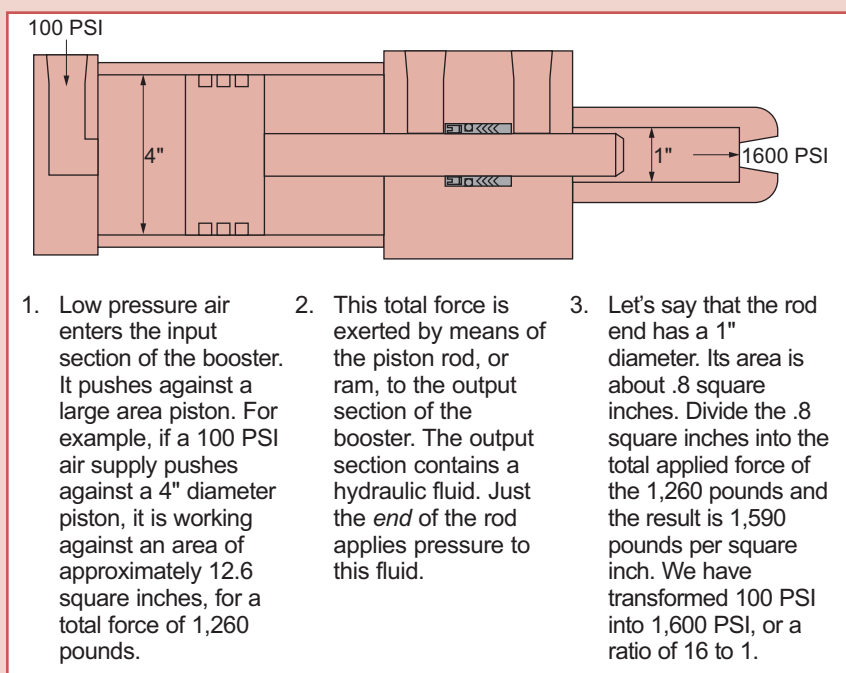 100 PSI
4"
1"
1600 PSI
1. Low pressure air
enters the input
section of the booster.
It pushes against a
large area piston. For
example, if a 100 PSI
air supply pushes
against a 4" diameter
piston, it is working
against an area of
approximately 12.6
square inches, for a
total force of 1,260
pounds.
2. This total force is
exerted by means of
the piston rod, or
ram, to the output
section of the
booster. The output
section contains a
hydraulic fluid. Just
the end of the rod
applies pressure to
this fluid.
3. Let's say that the rod
end has a 1"
diameter. Its area is
about .8 square
inches. Divide the .8
square inches into the
total applied force of
the 1,260 pounds and
the result is 1,590
pounds per square
inch. We have
transformed 100 PSI
into 1,600 PSI, or a
ratio of 16 to 1.